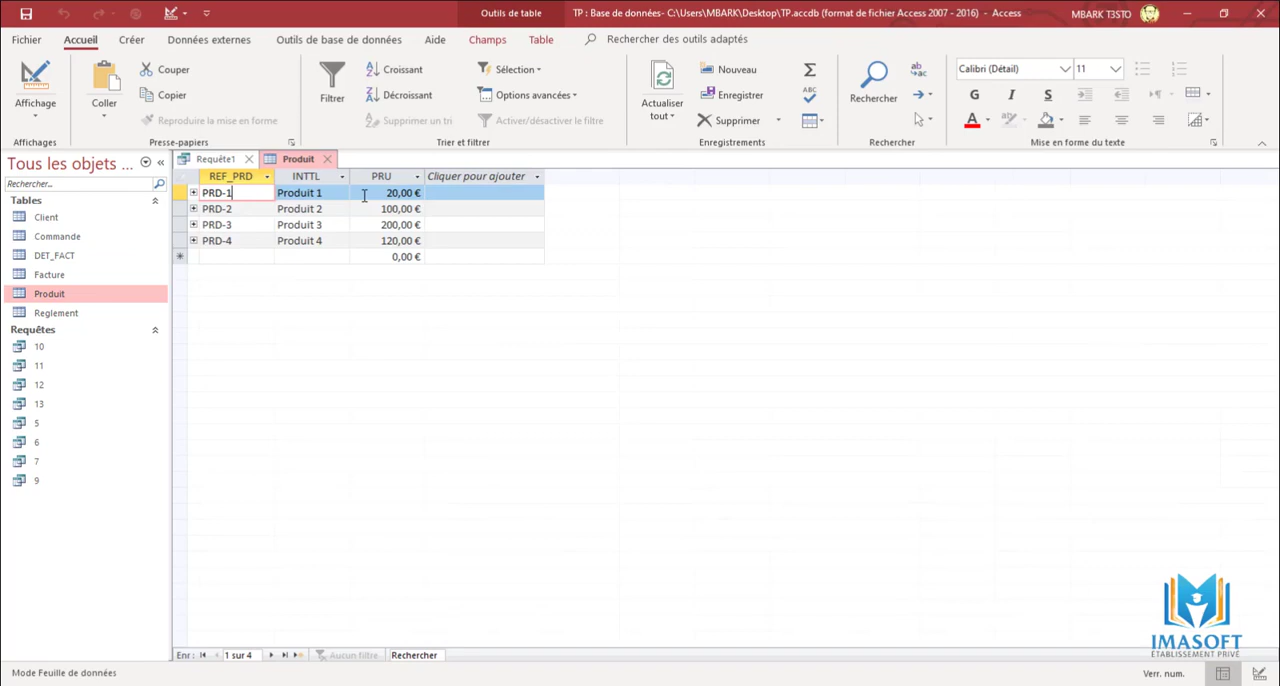 Outils de table
TP : Base de données- C:\Users\MBARK\Desktop\TP.accdb (format de fichier Access 2007 - 2016) - Access
MBARK T3STO
Fichier Accueil Créer Données externes Outils de base de données Aide Champs Table Rechercher des outils adaptés
Affichage
Coller
Couper
Copier
Reproduire la mise en forme
Filtrer
Croissant
Décroissant
Supprimer un tri
Sélection
Options avancées
Activer/désactiver le filtre
Actualiser
tout
Nouveau
Enregistrer
Supprimer
Rechercher
Calibri (Détail) 11
G I S
Affichages Presse-papiers Trier et filtrer Enregistrements Rechercher Mise en forme du texte
Tous les objets ...
Rechercher...
Tables
Client
Commande
DET_FACT
Facture
Produit
Reglement
Requêtes
10
11
12
13
5
6
7
9
Requête1 Produit
REF_PRD INTTL PRU Cliquer pour ajouter
PRD-1 Produit 1 20,00 €
PRD-2 Produit 2 100,00 €
PRD-3 Produit 3 200,00 €
PRD-4 Produit 4 120,00 €
0,00 €
IMASOFT
ETABLISSEMENT PRIVÉ
Enr : 1 sur 4 Aucun filtre Rechercher
Mode Feuille de données
Verr. num.